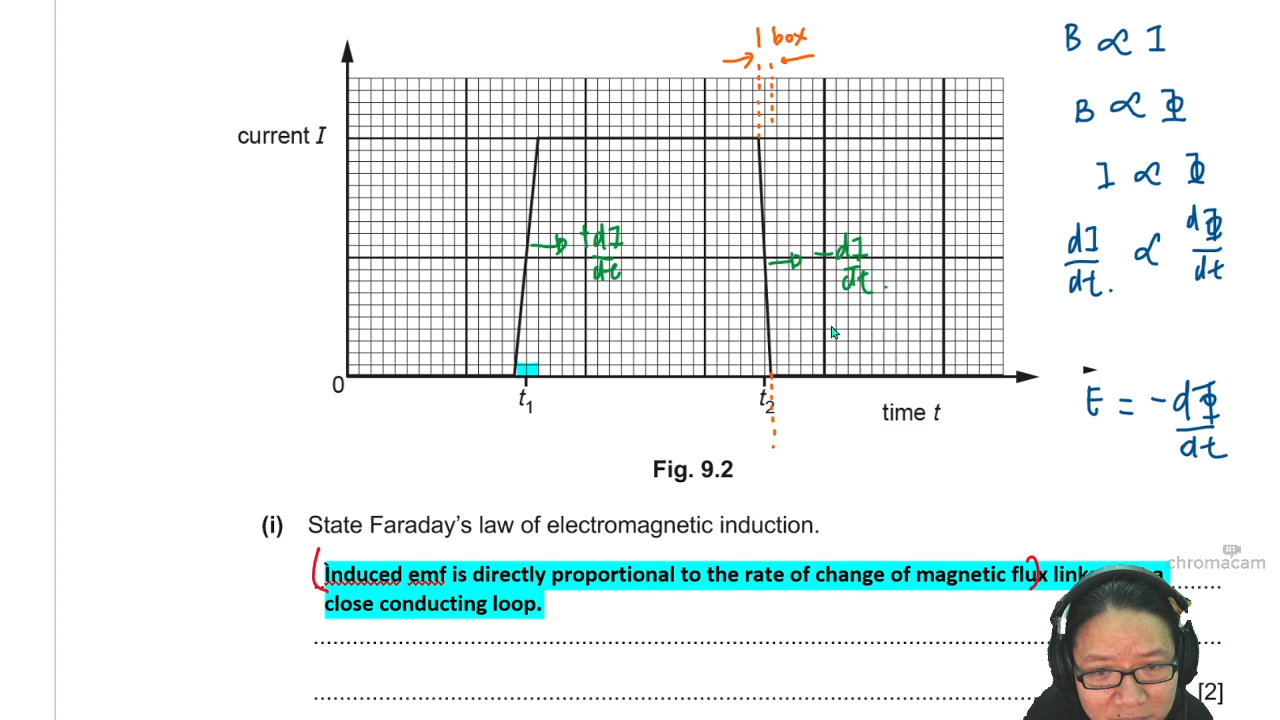 1 box
B ∝ I
B ∝ Φ
current I
I ∝ Φ
+dI/dt
-dI/dt.
dI/dt. ∝ dΦ/dt
0
t1
t2
time t
E = -dΦ/dt
Fig. 9.2
(i) State Faraday's law of electromagnetic induction.
Induced emf is directly proportional to the rate of change of magnetic flux
close conducting loop.
[2]
chromacam